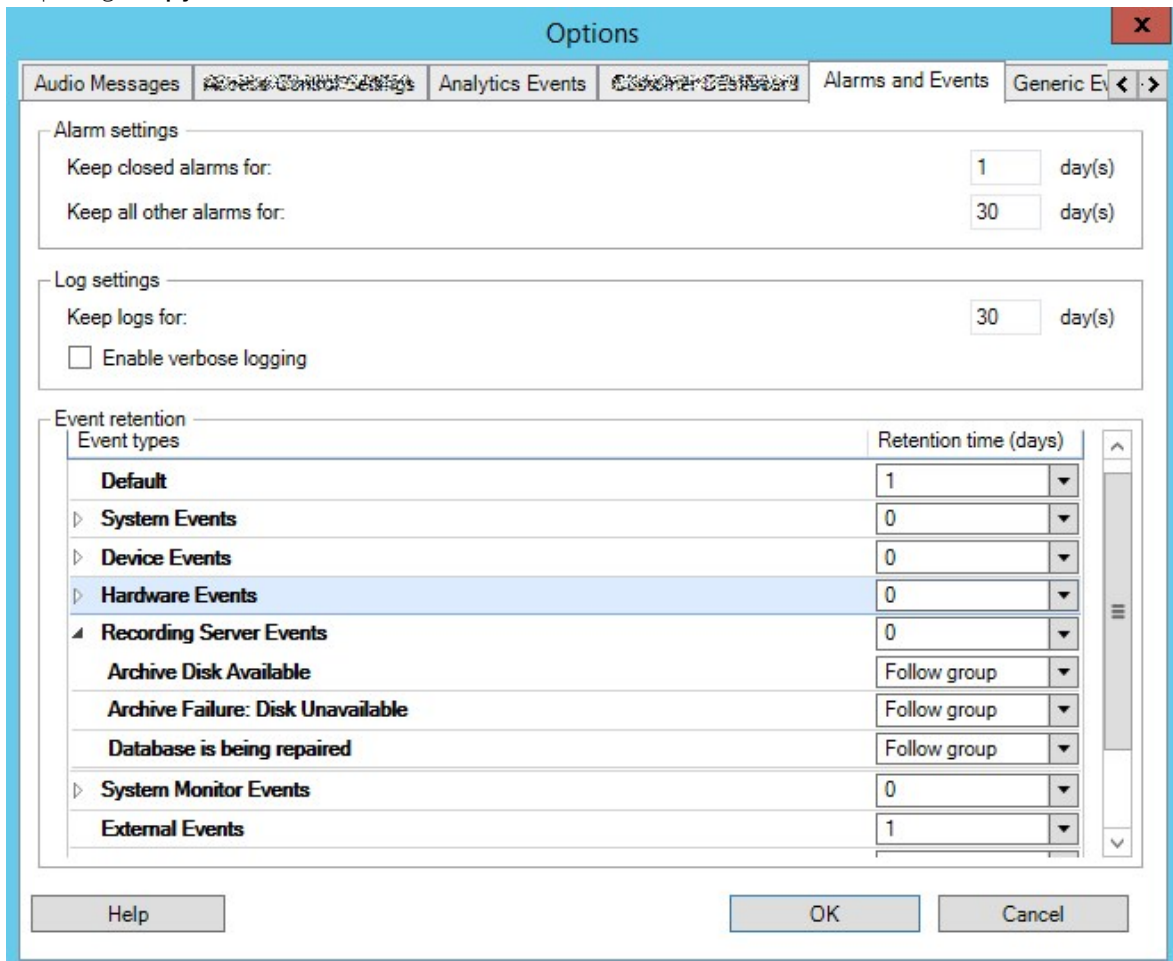 Options
x
Audio Messages
Analytics Events
Alarms and Events
Generic Ev
Alarm settings
Keep closed alarms for: 1 day(s)
Keep all other alarms for: 30 day(s)
Log settings
Keep logs for: 30 day(s)
Enable verbose logging
Event retention
Event types Retention time (days)
Default 1
System Events 0
Device Events 0
Hardware Events 0
Recording Server Events 0
Archive Disk Available Follow group
Archive Failure: Disk Unavailable Follow group
Database is being repaired Follow group
System Monitor Events 0
External Events 1
Help OK Cancel